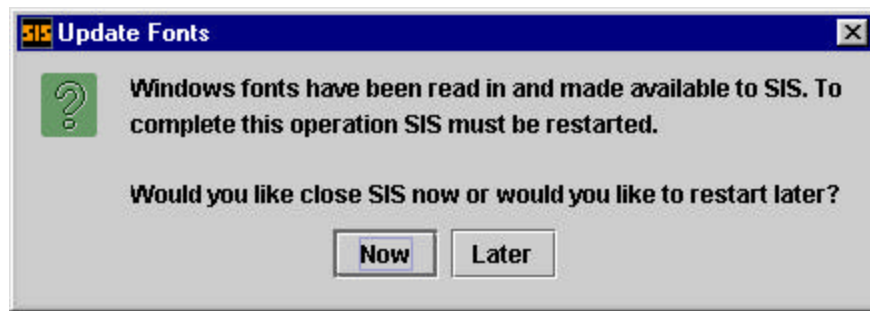 SIS Update Fonts
Windows fonts have been read in and made available to SIS. To
complete this operation SIS must be restarted.
Would you like close SIS now or would you like to restart later?
Now Later